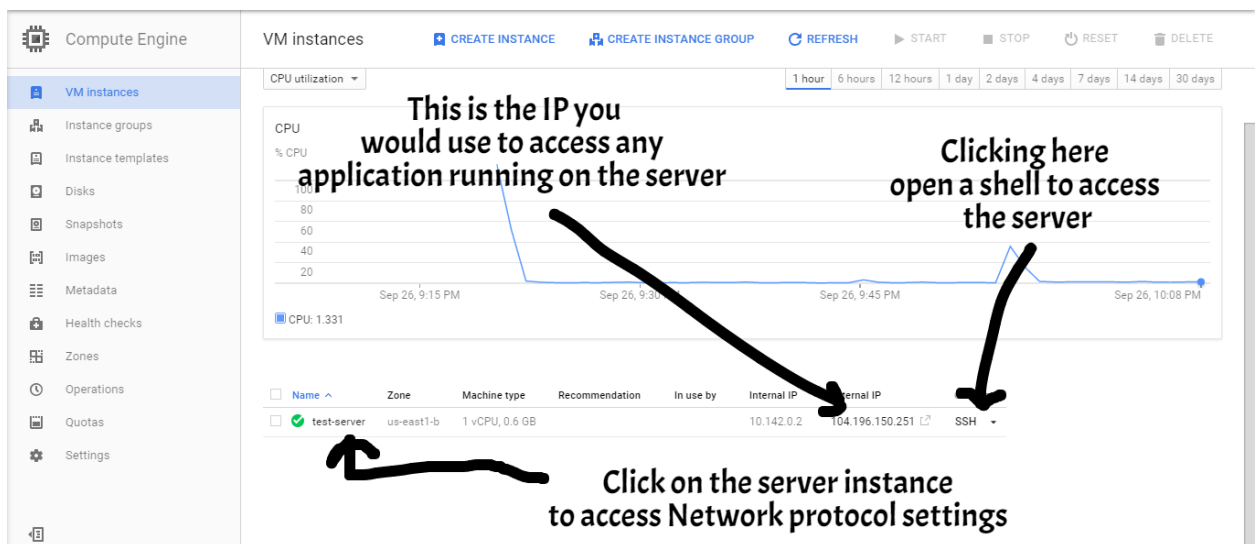 Compute Engine
VM instances
CREATE INSTANCE
CREATE INSTANCE GROUP
REFRESH
START
STOP
RESET
DELETE
VM instances
Instance groups
Instance templates
Disks
Snapshots
Images
Metadata
Health checks
Zones
Operations
Quotas
Settings
CPU utilization
1 hour 6 hours 12 hours 1 day 2 days 4 days 7 days 14 days 30 days
This is the IP you
would use to access any
application running on the server
Clicking here
open a shell to access
the server
CPU
% CPU
100
80
60
40
20
Sep 26, 9:15 PM
Sep 26, 9:30
Sep 26, 9:45 PM
Sep 26, 10:08 PM
CPU: 1.331
Name Zone Machine type Recommendation In use by Internal IP
test-server us-east1-b 1 vCPU, 0.6 GB 10.142.0.2 104.196.150.251 SSH
Click on the server instance
to access Network protocol settings